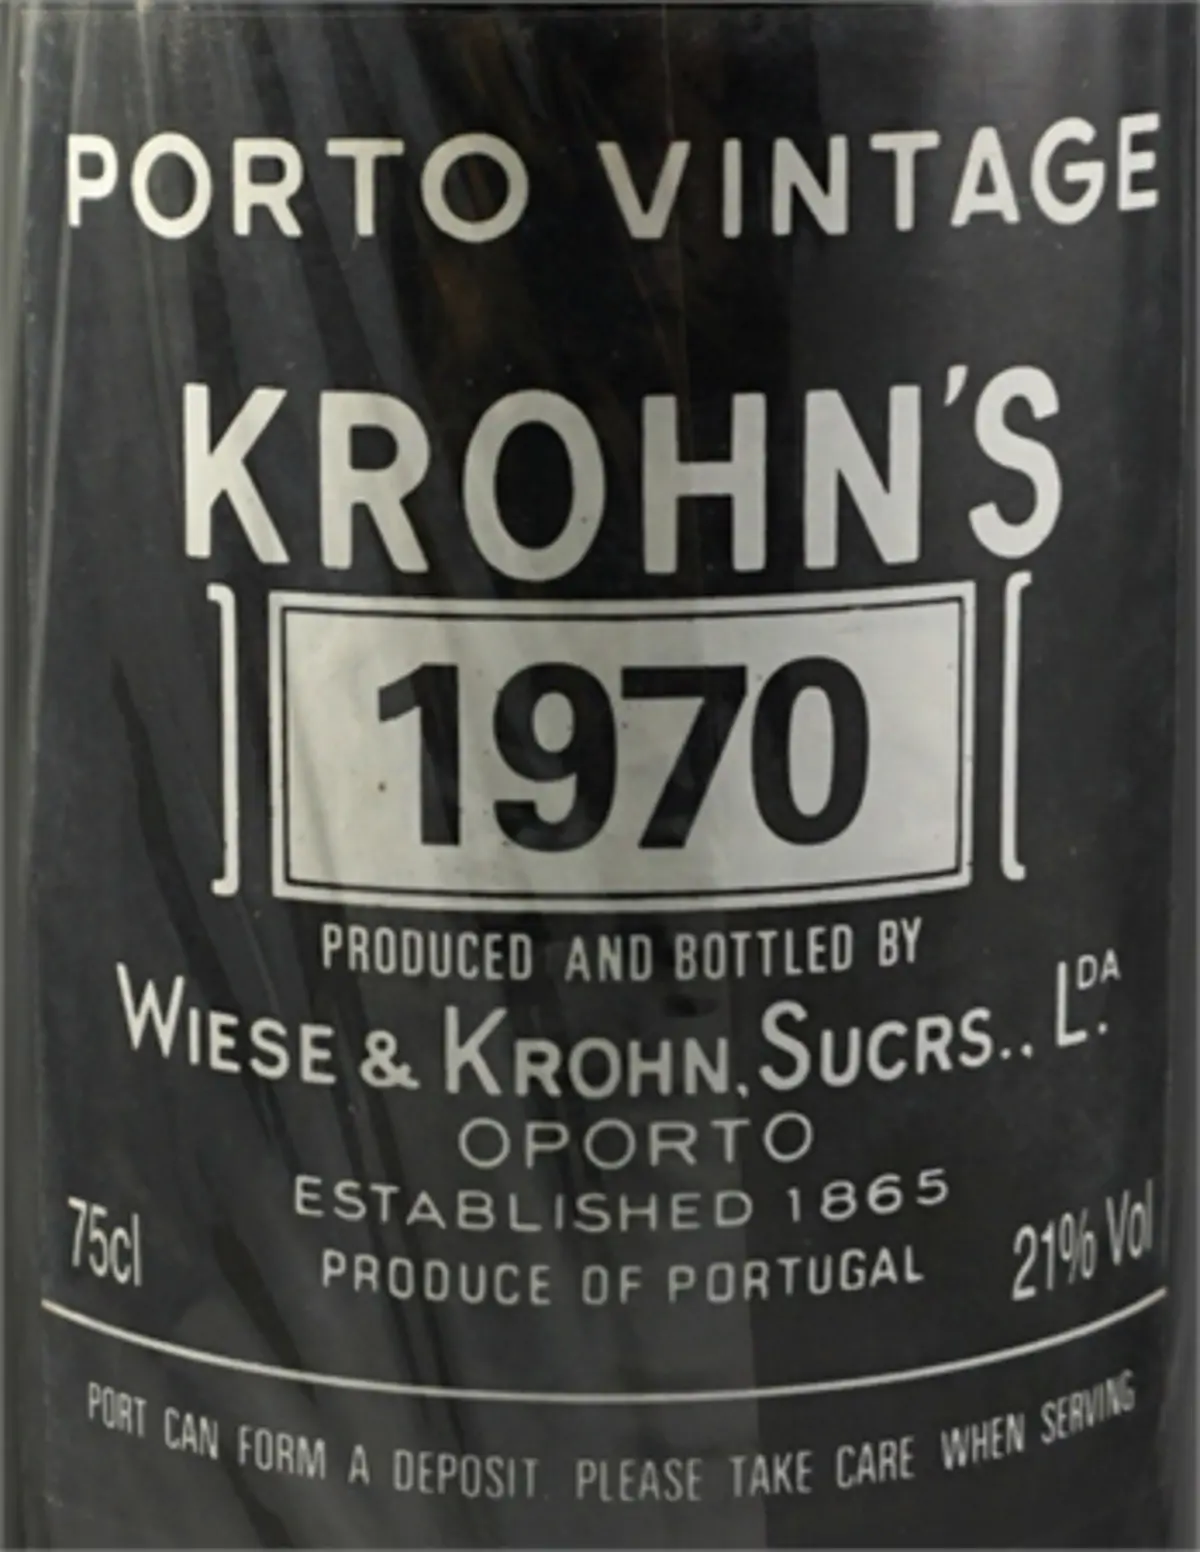 PORTO VINTAGE
KROHN'S
1970
PRODUCED AND BOTTLED BY
WIESE & KROHN, SUCRS., L.DA
OPORTO
ESTABLISHED 1865
75cl
21% Vol
PRODUCE OF PORTUGAL
PORT CAN FORM A DEPOSIT. PLEASE TAKE CARE WHEN SERVING